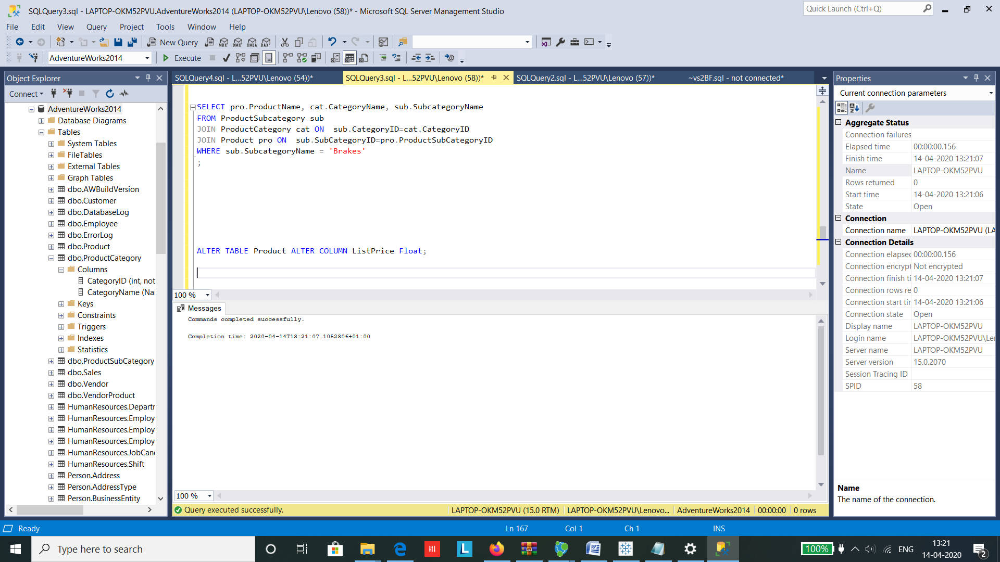 SQLQuery3.sql - LAPTOP-OKM52PVU.AdventureWorks2014 (LAPTOP-OKM52PVU\Lenovo (58))* - Microsoft SQL Server Management Studio
Quick Launch (Ctrl+Q)
File Edit View Query Project Tools Window Help
New Query MDX DMX XMLA DAX
AdventureWorks2014 Execute
Object Explorer
Connect
AdventureWorks2014
Database Diagrams
Tables
System Tables
FileTables
External Tables
Graph Tables
dbo.AWBuildVersion
dbo.Customer
dbo.DatabaseLog
dbo.Employee
dbo.ErrorLog
dbo.Product
dbo.ProductCategory
Columns
CategoryID (int, not
CategoryName (Nar
Keys
Constraints
Triggers
Indexes
Statistics
dbo.ProductSubCategory
dbo.Sales
dbo.Vendor
dbo.VendorProduct
HumanResources.Departr
HumanResources.Employ
HumanResources.Employ
HumanResources.Employ
HumanResources.JobCanc
HumanResources.Shift
Person.Address
Person.AddressType
Person.BusinessEntity
SQLQuery4.sql - L...52PVU\Lenovo (54))* SQLQuery3.sql - L...52PVU\Lenovo (58))* SQLQuery2.sql - L...52PVU\Lenovo (57))* ~vs2BF.sql - not connected*
SELECT pro.ProductName, cat.CategoryName, sub.SubcategoryName
FROM ProductSubcategory sub
JOIN ProductCategory cat ON  sub.CategoryID=cat.CategoryID
JOIN Product pro ON  sub.SubCategoryID=pro.ProductSubCategoryID
WHERE sub.SubcategoryName = 'Brakes'
;
ALTER TABLE Product ALTER COLUMN ListPrice Float;
100 %
Messages
Commands completed successfully.
Completion time: 2020-04-14T13:21:07.1052306+01:00
100 %
Query executed successfully. LAPTOP-OKM52PVU (15.0 RTM) LAPTOP-OKM52PVU\Lenovo... AdventureWorks2014 00:00:00 0 rows
Properties
Current connection parameters
Aggregate Status
Connection failures
Elapsed time 00:00:00.156
Finish time 14-04-2020 13:21:07
Name LAPTOP-OKM52PVU
Rows returned 0
Start time 14-04-2020 13:21:06
State Open
Connection
Connection name LAPTOP-OKM52PVU (LA
Connection Details
Connection elapsec 00:00:00.156
Connection encrypt Not encrypted
Connection finish ti 14-04-2020 13:21:07
Connection rows re 0
Connection start tir 14-04-2020 13:21:06
Connection state Open
Display name LAPTOP-OKM52PVU
Login name LAPTOP-OKM52PVU\Le
Server name LAPTOP-OKM52PVU
Server version 15.0.2070
Session Tracing ID
SPID 58
Name
The name of the connection.
Ready Ln 167 Col 1 Ch 1 INS
Type here to search
100% ENG 13:21
14-04-2020
2